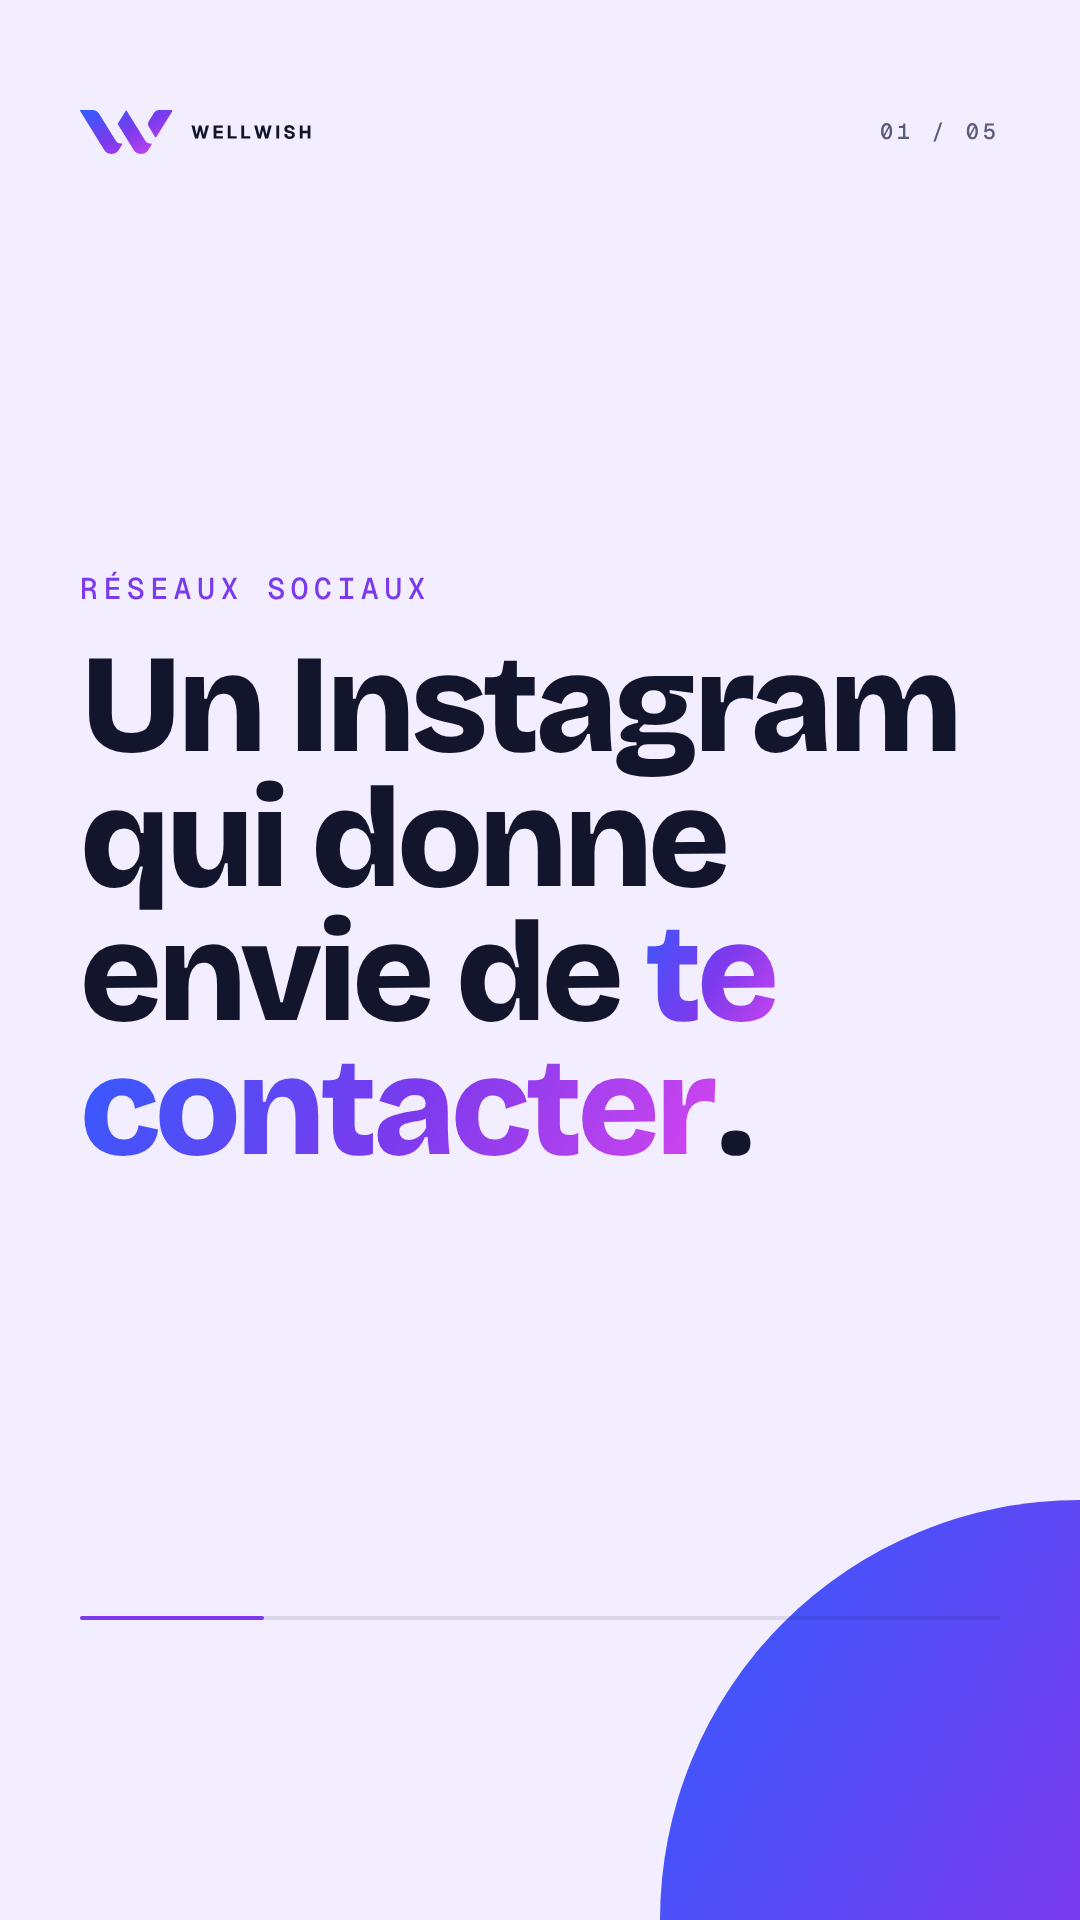 WELLWISH
01 / 05
RÉSEAUX SOCIAUX
Un Instagram
qui donne
envie de te
contacter.